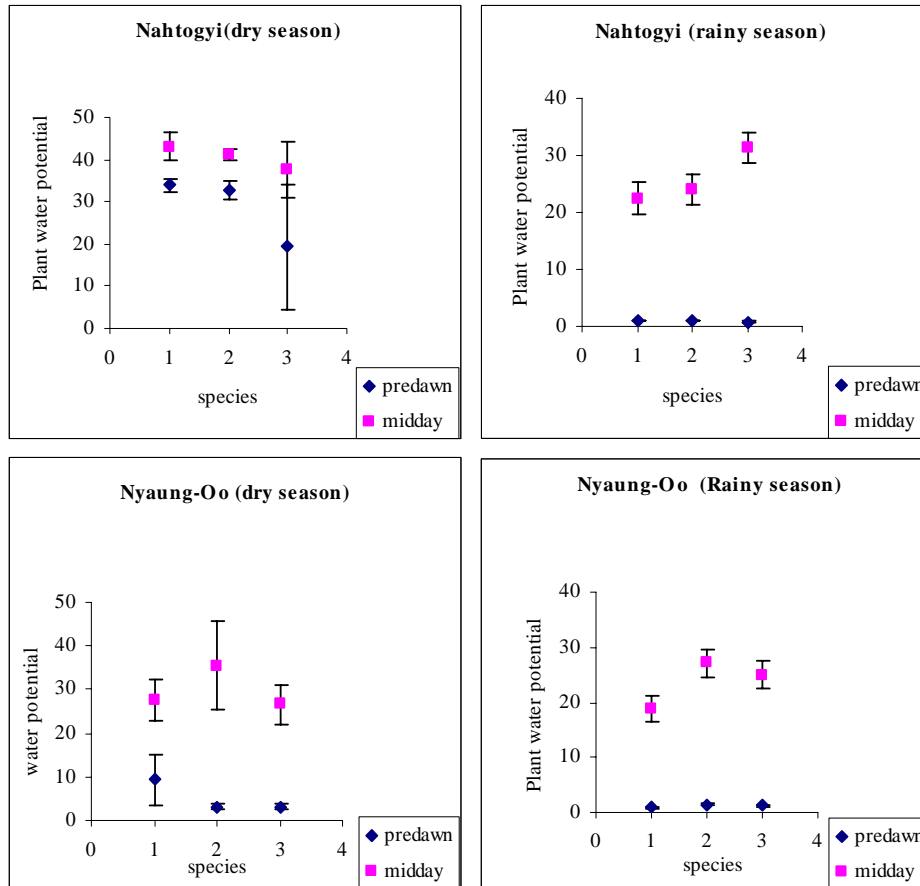 Nahtogyi(dry season)
Plant water potential
50
40
30
20
10
0
0 1 2 3 4
species
predawn
midday
Nahtogyi (rainy season)
Plant water potential
40
30
20
10
0
0 1 2 3 4
species
predawn
midday
Nyaung-Oo (dry season)
water potential
50
40
30
20
10
0
0 1 2 3 4
species
predawn
midday
Nyaung-Oo (Rainy season)
Plant water potential
40
30
20
10
0
0 1 2 3 4
species
predawn
midday